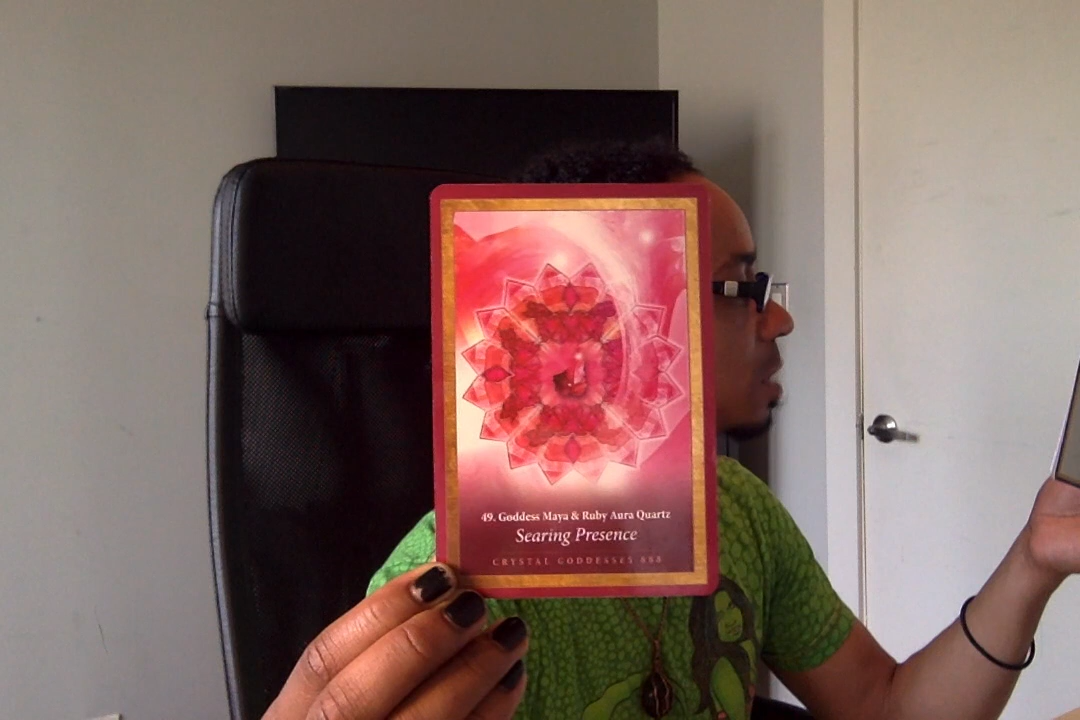 49. Goddess Maya & Ruby Aura Quartz
Searing Presence
CRYSTAL GODDESSES 888